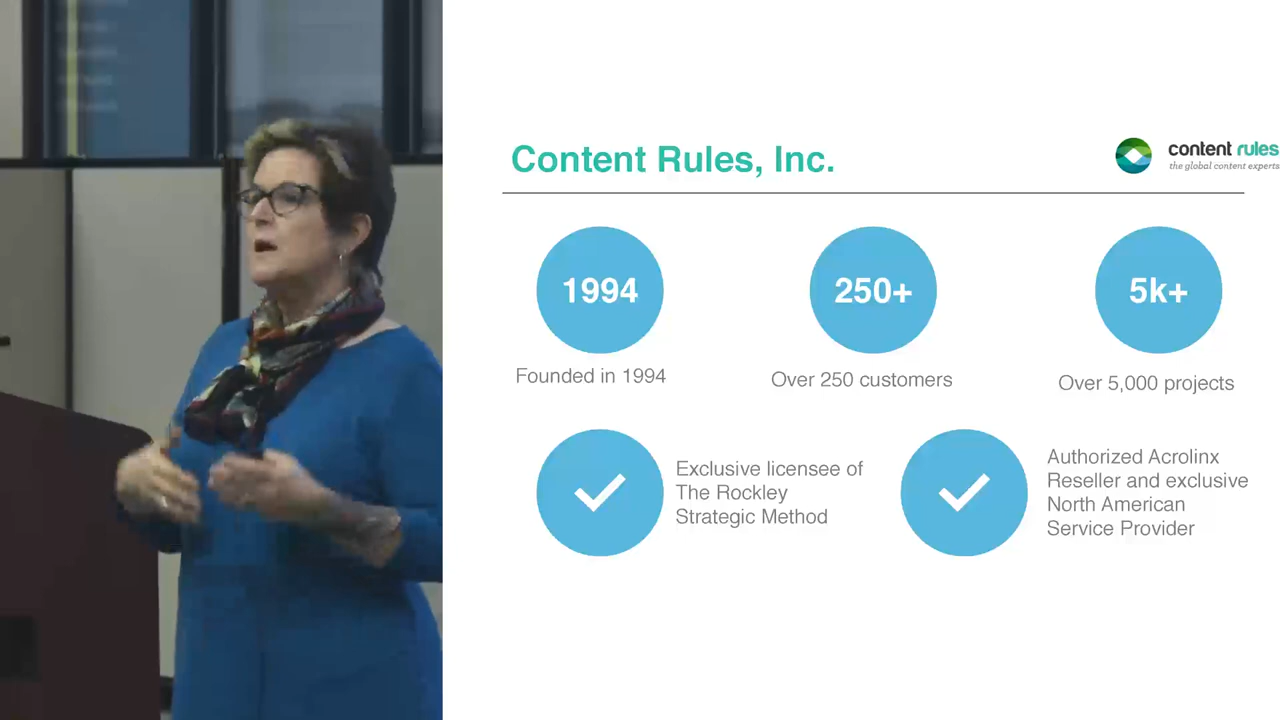 Content Rules, Inc.
content rules
the global content experts
1994
250+
5k+
Founded in 1994
Over 250 customers
Over 5,000 projects
Exclusive licensee of
The Rockley
Strategic Method
Authorized Acrolinx
Reseller and exclusive
North American
Service Provider